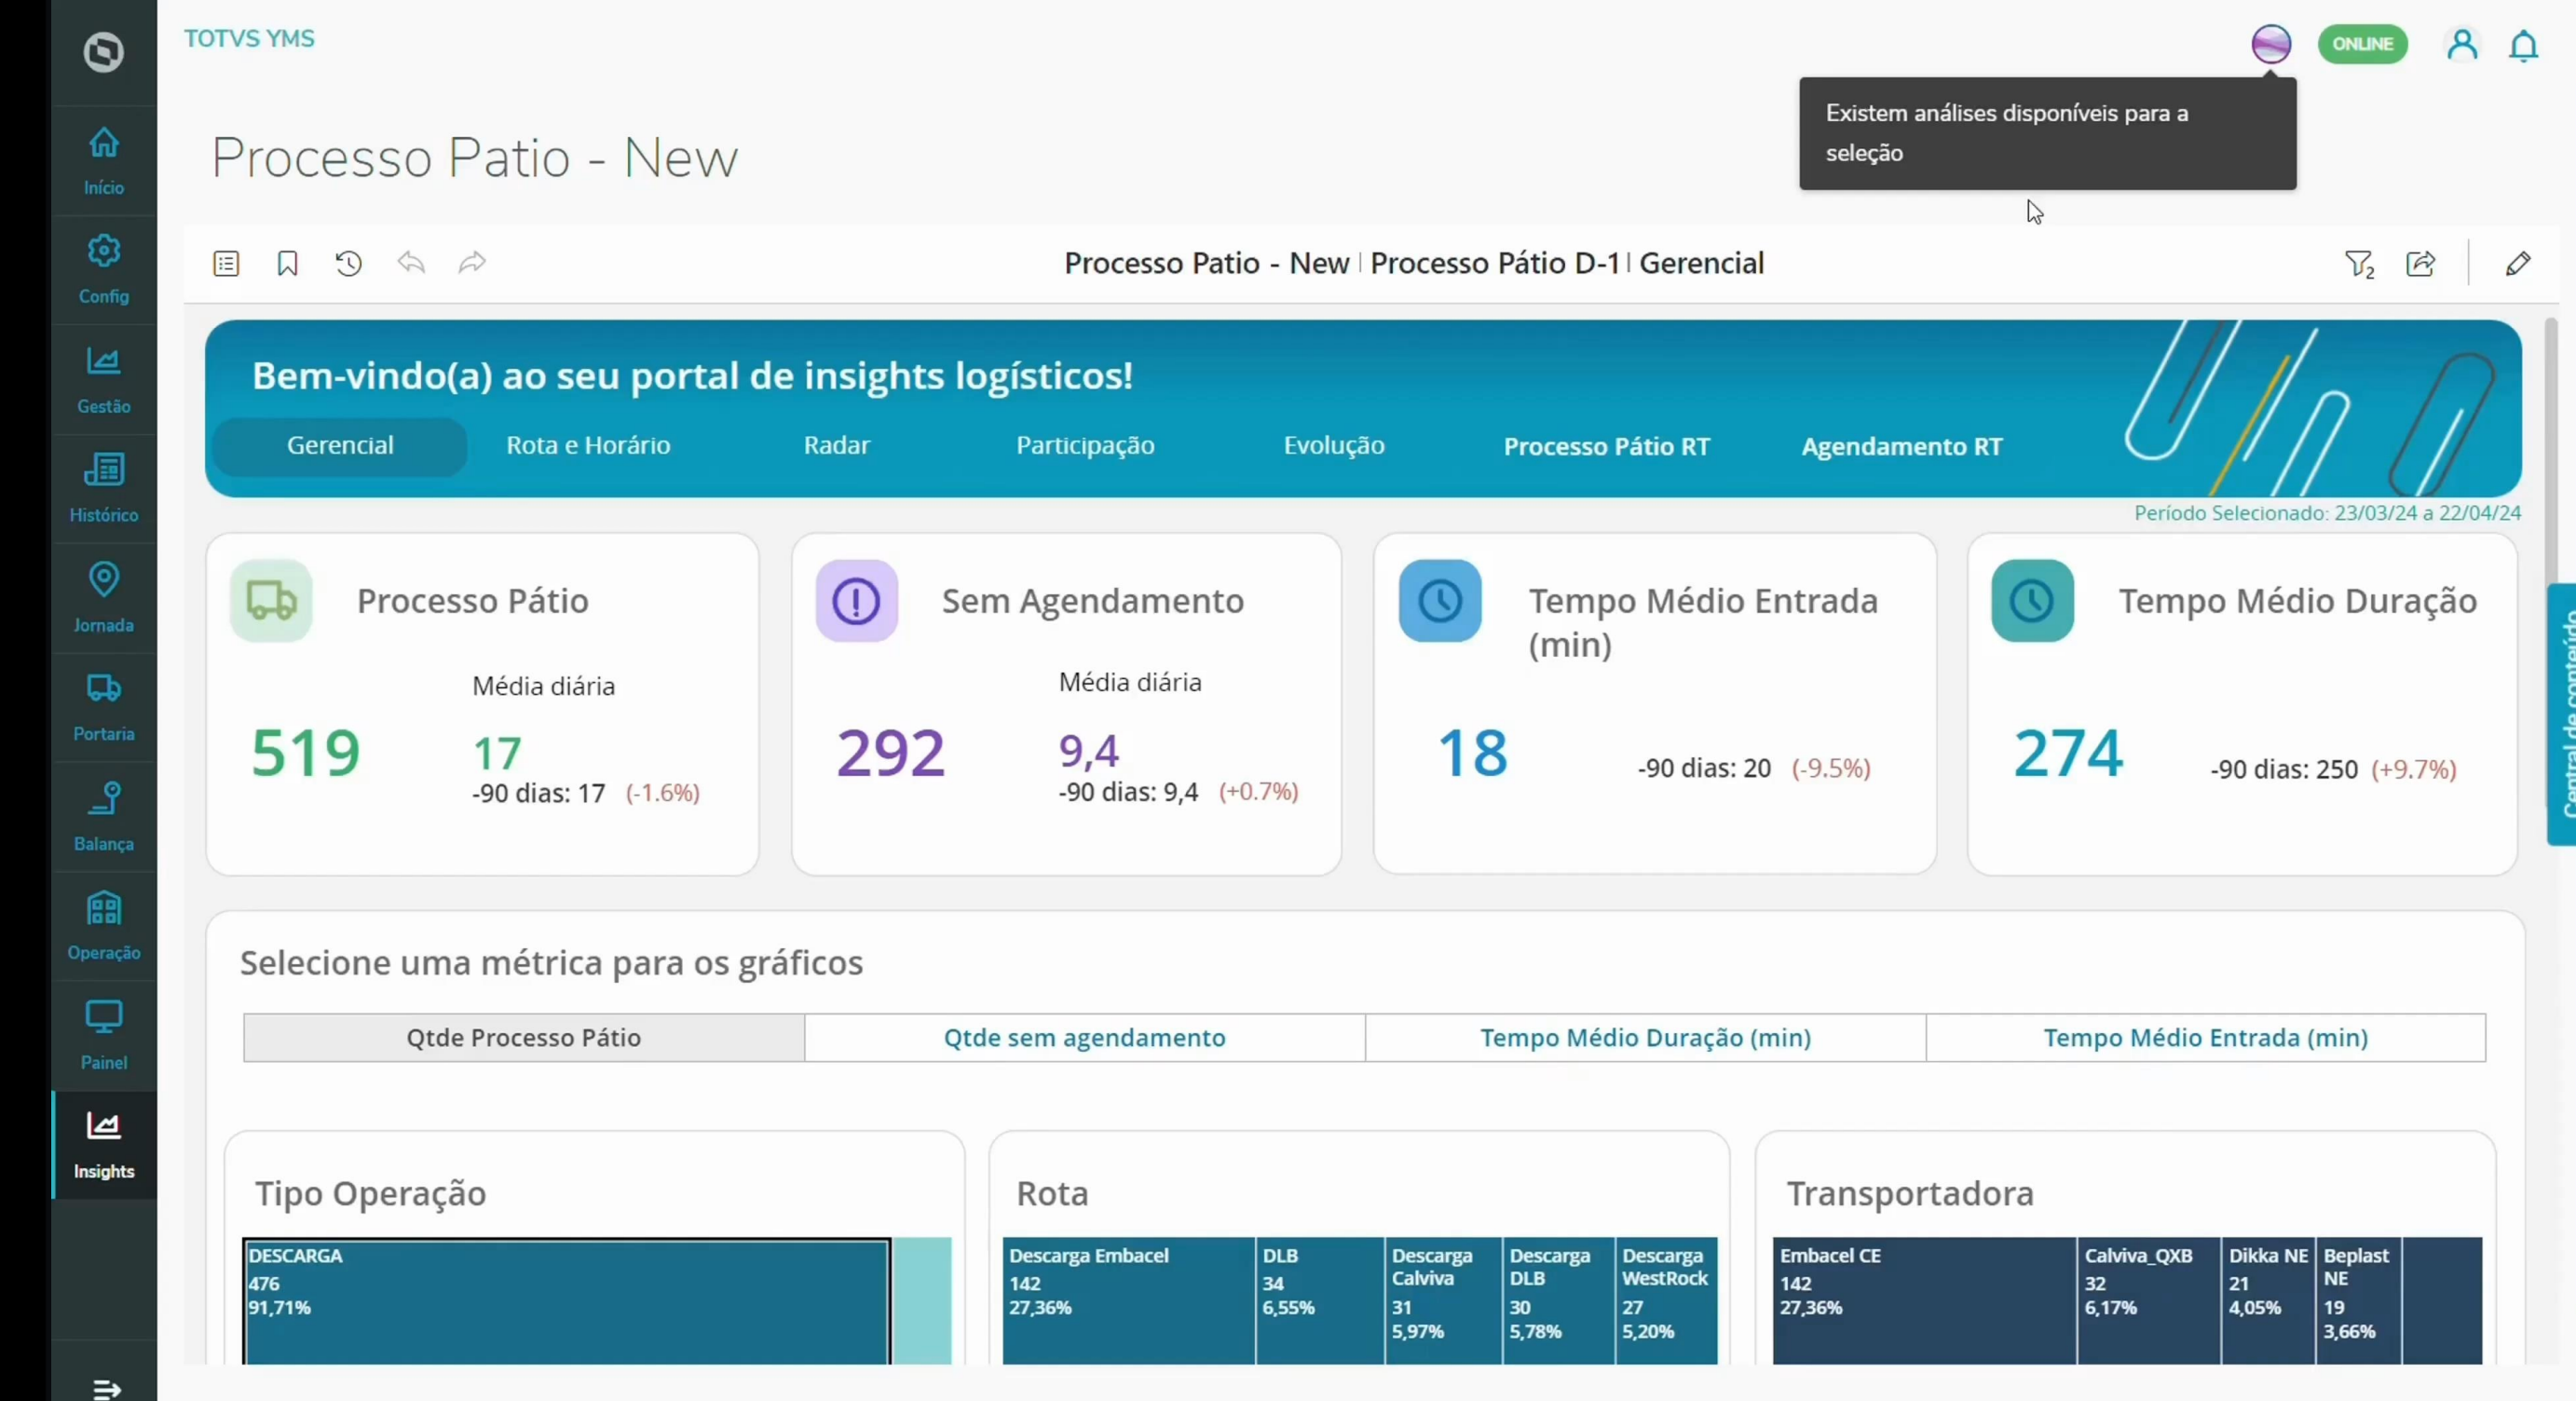 TOTVS YMS
ONLINE
Existem análises disponíveis para a
seleção
Processo Patio - New
Início
Config
Gestão
Histórico
Jornada
Portaria
Balança
Operação
Painel
Insights
Processo Patio - New | Processo Pátio D-1 | Gerencial
2
Bem-vindo(a) ao seu portal de insights logísticos!
Gerencial
Rota e Horário
Radar
Participação
Evolução
Processo Pátio RT
Agendamento RT
Período Selecionado: 23/03/24 a 22/04/24
Processo Pátio
Média diária
519
17
-90 dias: 17 (-1.6%)
Sem Agendamento
Média diária
292
9,4
-90 dias: 9,4 (+0.7%)
Tempo Médio Entrada
(min)
18
-90 dias: 20 (-9.5%)
Tempo Médio Duração
274
-90 dias: 250 (+9.7%)
Central de conteúdo
Selecione uma métrica para os gráficos
Qtde Processo Pátio
Qtde sem agendamento
Tempo Médio Duração (min)
Tempo Médio Entrada (min)
Tipo Operação
DESCARGA
476
91,71%
Rota
Descarga Embacel
142
27,36%
DLB
34
6,55%
Descarga
Calviva
31
5,97%
Descarga
DLB
30
5,78%
Descarga
WestRock
27
5,20%
Transportadora
Embacel CE
142
27,36%
Calviva_QXB
32
6,17%
Dikka NE
21
4,05%
Beplast
NE
19
3,66%